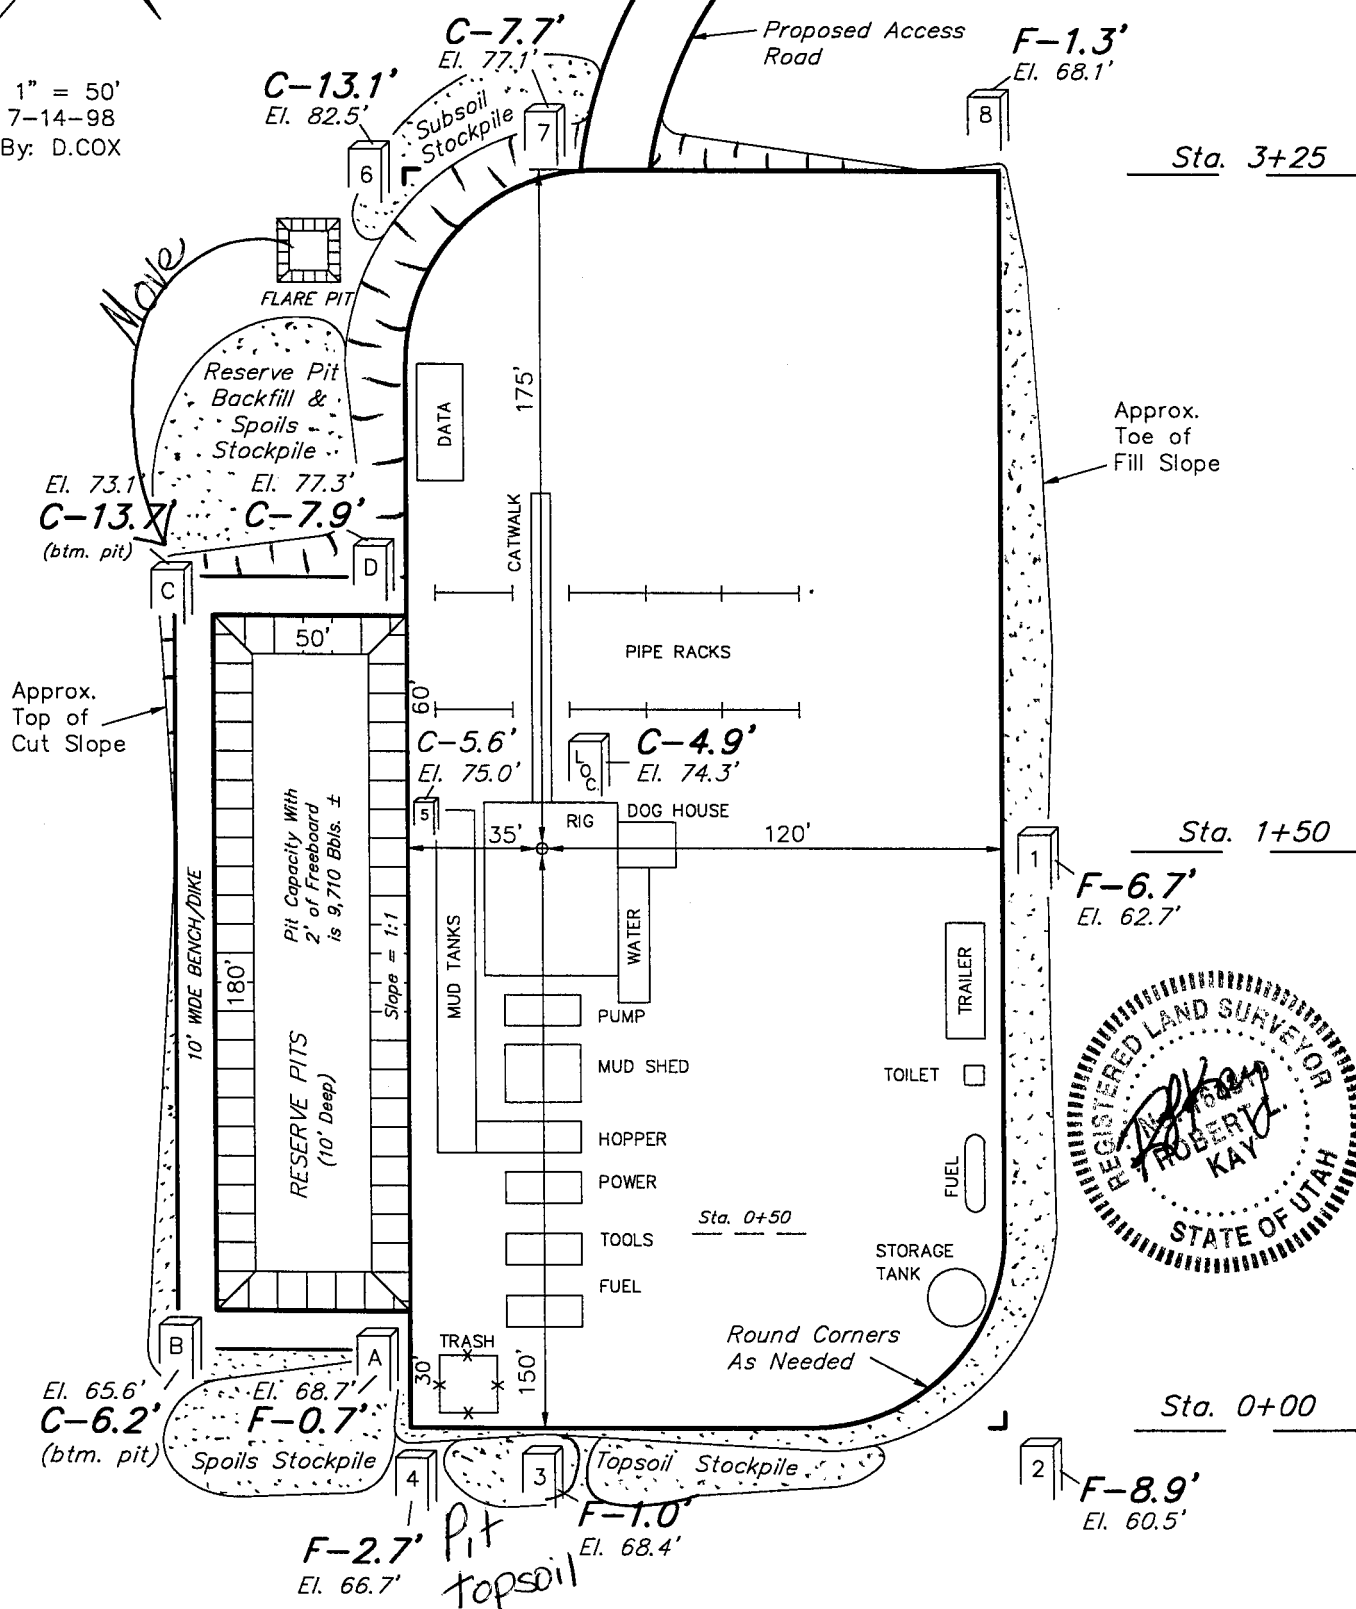 1" = 50'
7-14-98
By: D.COX
C-7.7'
El. 77.1'
C-13.1'
El. 82.5'
Subsoil
Stockpile
Proposed Access
Road
F-1.3'
El. 68.1'
6
7
8
Sta. 3+25
Move
FLARE PIT
Reserve Pit
Backfill &
Spoils
Stockpile
175'
DATA
Approx.
Toe of
Fill Slope
El. 73.1'
C-13.7'
(btm. pit)
El. 77.3'
C-7.9'
CATWALK
C
D
50'
PIPE RACKS
60'
Approx.
Top of
Cut Slope
C-5.6'
El. 75.0'
LOC.
C-4.9'
El. 74.3'
5
RIG
DOG HOUSE
35'
120'
Sta. 1+50
1
F-6.7'
El. 62.7'
Pit Capacity With
2' of Freeboard
is 9,710 Bbls. ±
10' WIDE BENCH/DIKE
180'
Slope = 1:1
MUD TANKS
WATER
TRAILER
PUMP
MUD SHED
TOILET
RESERVE PITS
(10' Deep)
HOPPER
POWER
FUEL
Sta. 0+50
TOOLS
STORAGE
TANK
FUEL
REGISTERED LAND SURVEYOR
ROBERT L.
KAY
STATE OF UTAH
B
A
TRASH
30'
150'
Round Corners
As Needed
El. 65.6'
C-6.2'
(btm. pit)
El. 68.7'
F-0.7'
Spoils Stockpile
Sta. 0+00
4
3
Topsoil Stockpile
2
F-8.9'
El. 60.5'
F-2.7'
El. 66.7'
F-1.0'
El. 68.4'
Pit
topsoil